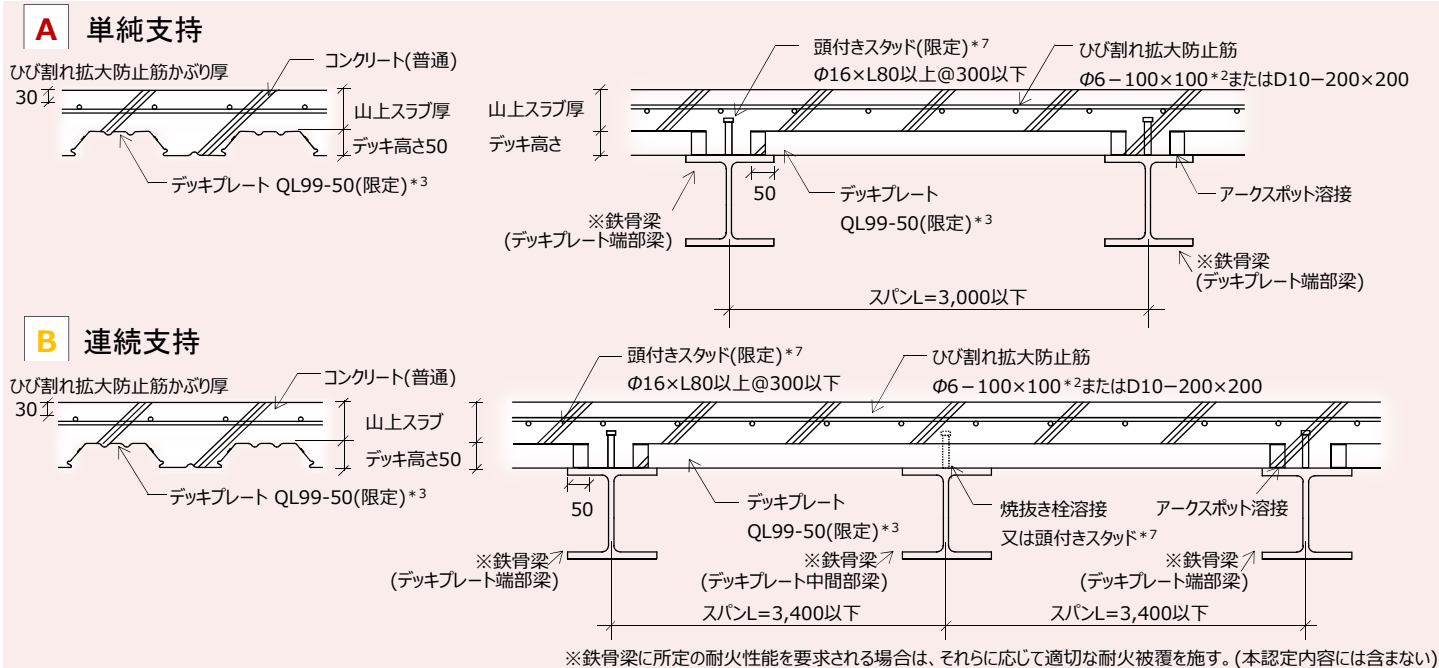 A 単純支持
ひび割れ拡大防止筋かぶり厚
30
コンクリート(普通)
山上スラブ厚
デッキ高さ50
デッキプレート QL99-50(限定)*3
頭付きスタッド(限定)*7
Φ16×L80以上@300以下
ひび割れ拡大防止筋
Φ6－100×100*2またはD10－200×200
山上スラブ厚
デッキ高さ
50
デッキプレート
QL99-50(限定)*3
アークスポット溶接
※鉄骨梁
(デッキプレート端部梁)
※鉄骨梁
(デッキプレート端部梁)
スパンL=3,000以下
B 連続支持
ひび割れ拡大防止筋かぶり厚
30
コンクリート(普通)
山上スラブ
デッキ高さ50
デッキプレート QL99-50(限定)*3
頭付きスタッド(限定)*7
Φ16×L80以上@300以下
ひび割れ拡大防止筋
Φ6－100×100*2またはD10－200×200
50
デッキプレート
QL99-50(限定)*3
焼抜き栓溶接
又は頭付きスタッド*7
アークスポット溶接
※鉄骨梁
(デッキプレート端部梁)
※鉄骨梁
(デッキプレート中間部梁)
※鉄骨梁
(デッキプレート端部梁)
スパンL=3,400以下
スパンL=3,400以下
※鉄骨梁に所定の耐火性能を要求される場合は、それらに応じて適切な耐火被覆を施す。(本認定内容には含まない)